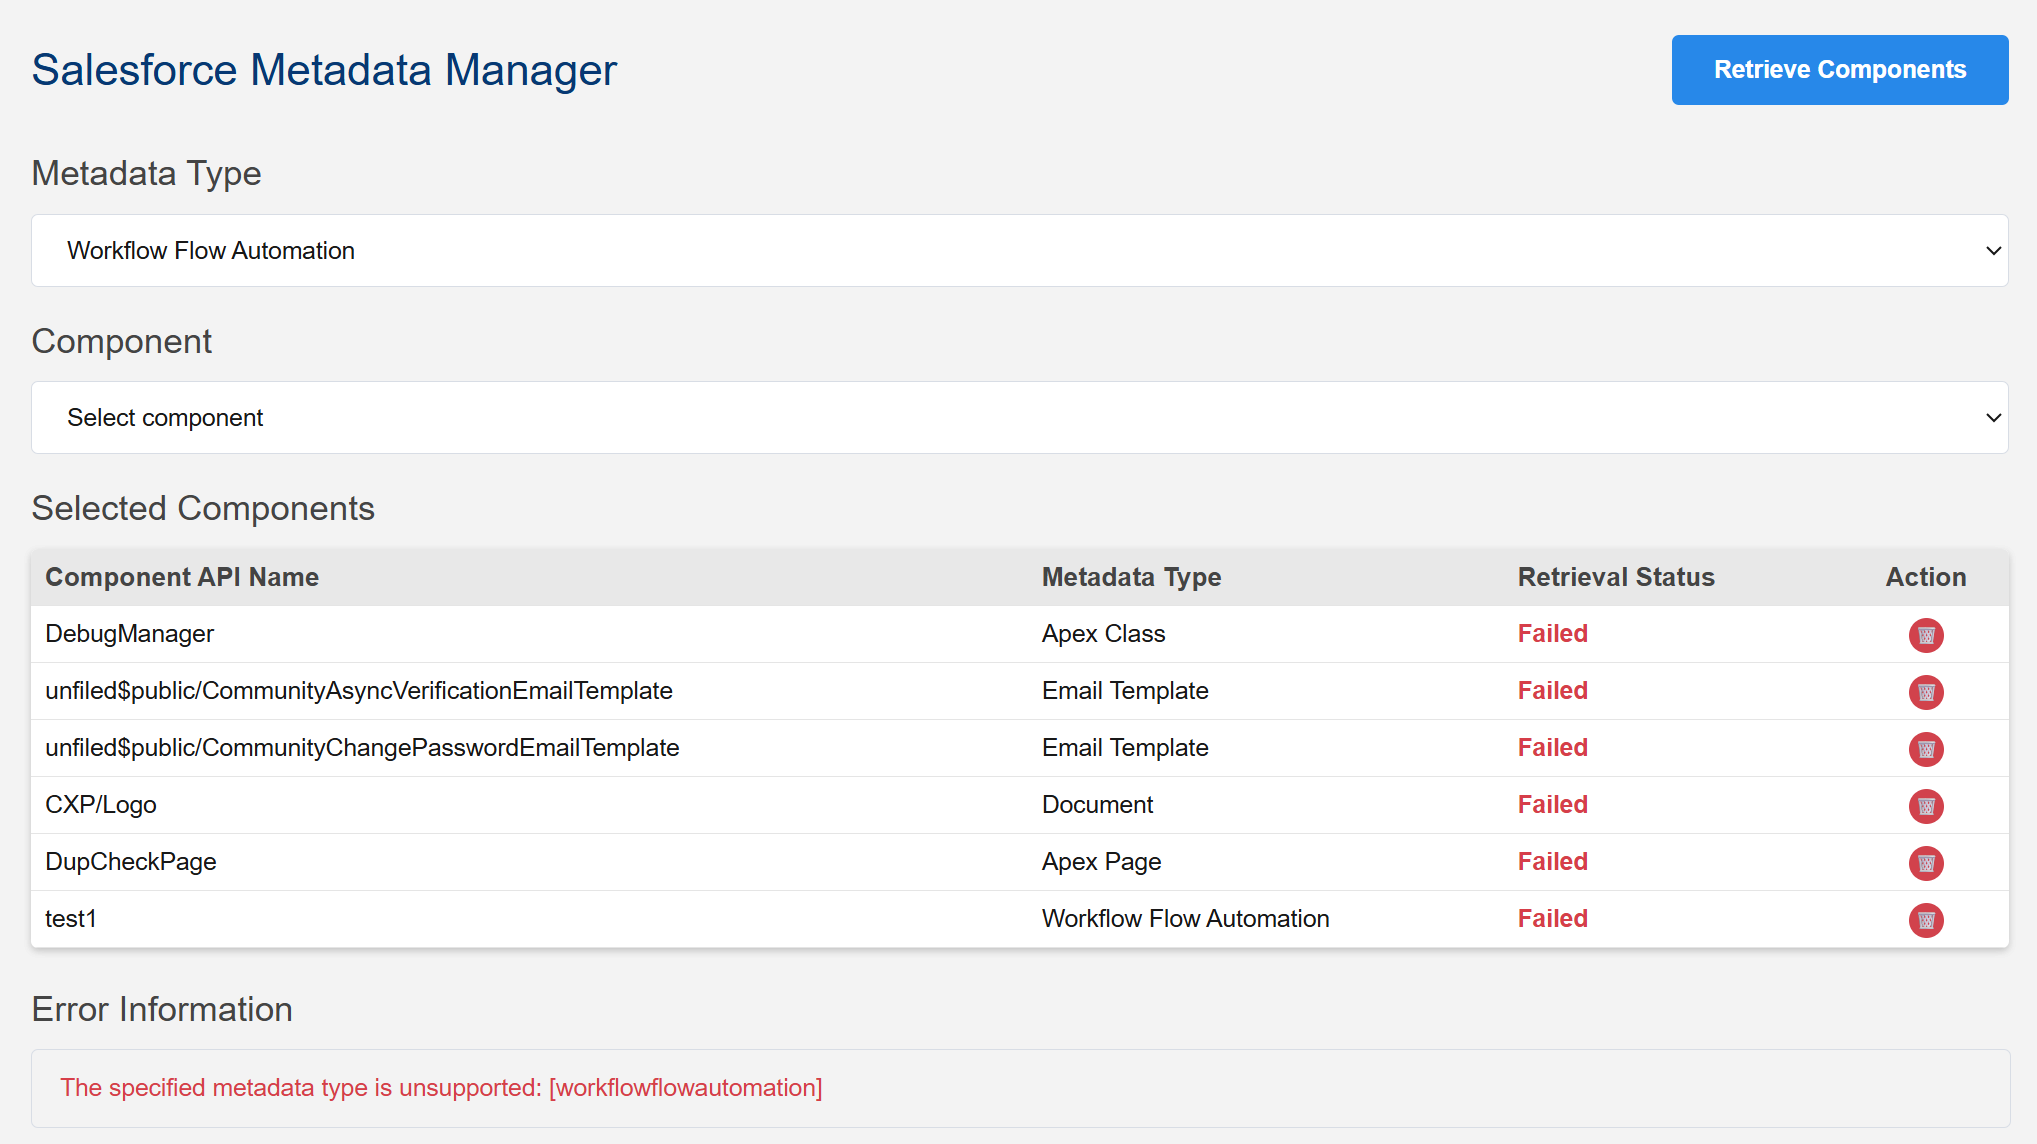 Salesforce Metadata Manager
Retrieve Components
Metadata Type
Workflow Flow Automation
Component
Select component
Selected Components
Component API Name Metadata Type Retrieval Status Action
DebugManager Apex Class Failed
unfiled$public/CommunityAsyncVerificationEmailTemplate Email Template Failed
unfiled$public/CommunityChangePasswordEmailTemplate Email Template Failed
CXP/Logo Document Failed
DupCheckPage Apex Page Failed
test1 Workflow Flow Automation Failed
Error Information
The specified metadata type is unsupported: [workflowflowautomation]